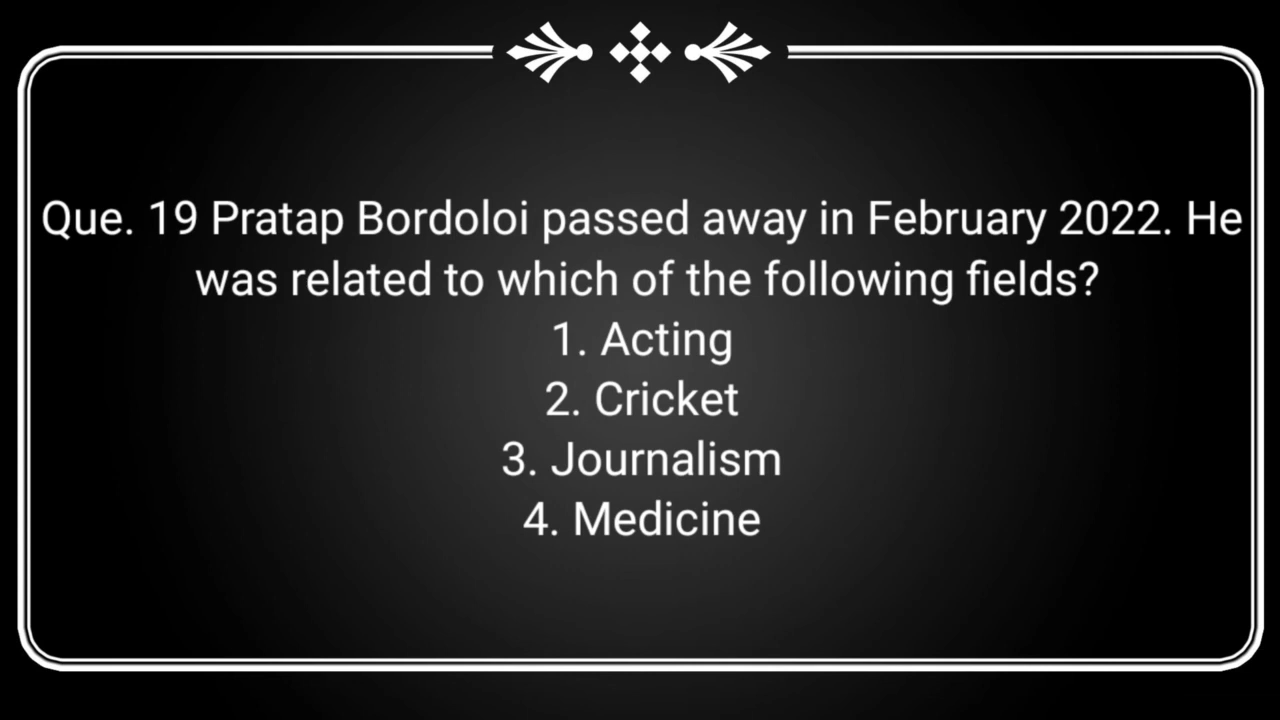 Que. 19 Pratap Bordoloi passed away in February 2022. He
was related to which of the following fields?
1. Acting
2. Cricket
3. Journalism
4. Medicine